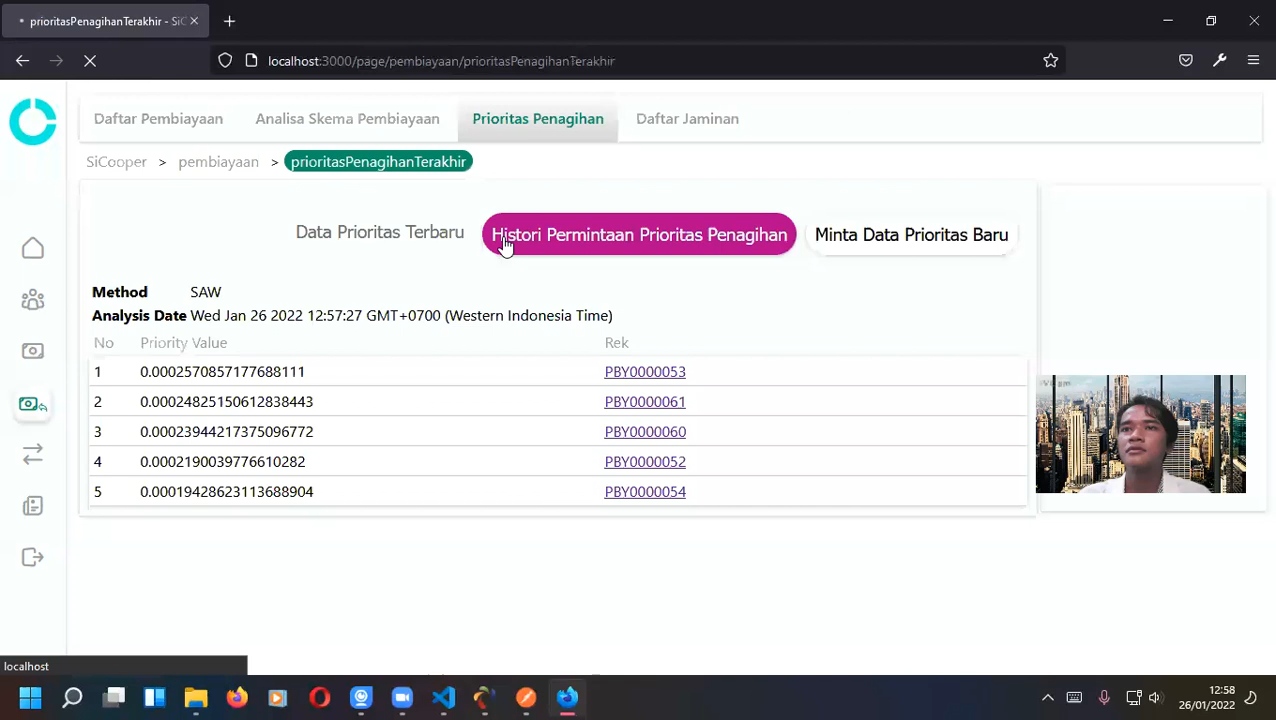 prioritasPenagihanTerakhir - SiC
localhost:3000/page/pembiayaan/prioritasPenagihanTerakhir
Daftar Pembiayaan
Analisa Skema Pembiayaan
Prioritas Penagihan
Daftar Jaminan
SiCooper > pembiayaan > prioritasPenagihanTerakhir
Data Prioritas Terbaru
Histori Permintaan Prioritas Penagihan
Minta Data Prioritas Baru
Method SAW
Analysis Date Wed Jan 26 2022 12:57:27 GMT+0700 (Western Indonesia Time)
No Priority Value Rek
1 0.0002570857177688111 PBY0000053
2 0.00024825150612838443 PBY0000061
3 0.00023944217375096772 PBY0000060
4 0.0002190039776610282 PBY0000052
5 0.00019428623113688904 PBY0000054
localhost
12:58
26/01/2022